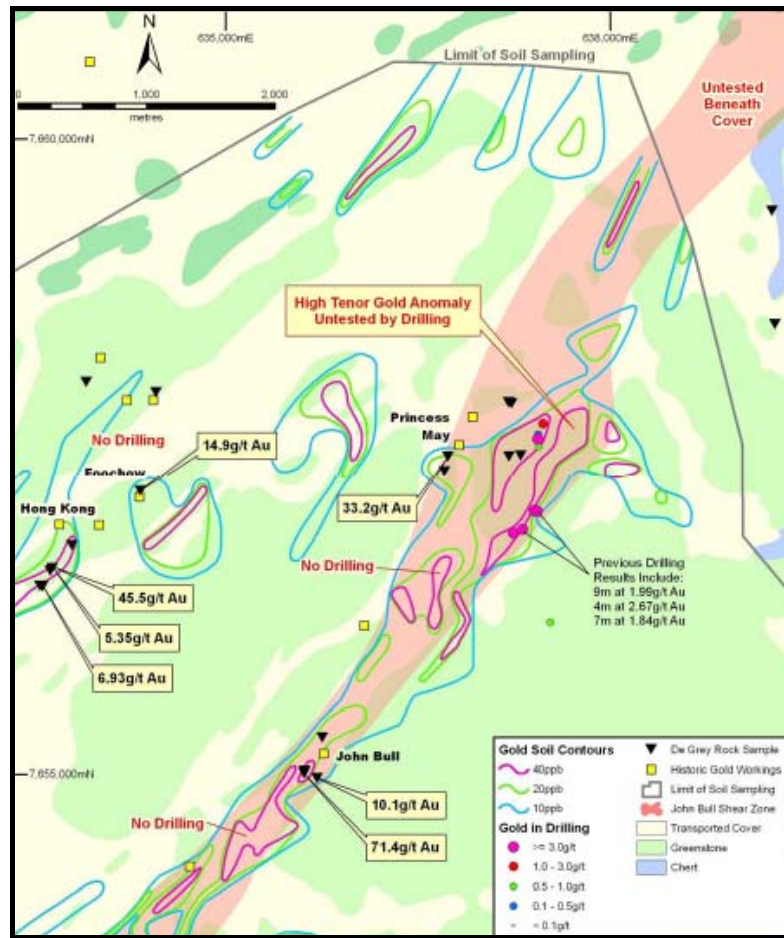 N
635,000mE
638,000mE
Limit of Soil Sampling
0
1,000
2,000
metres
Untested
Beneath
Cover
7,660,000mN
High Tenor Gold Anomaly
Untested by Drilling
Princess
May
No Drilling
14.9g/t Au
Foochow
Hong Kong
33.2g/t Au
No Drilling
Previous Drilling
Results Include:
9m at 1.99g/t Au
4m at 2.67g/t Au
7m at 1.84g/t Au
45.5g/t Au
5.35g/t Au
6.93g/t Au
John Bull
7,655,000mN
10.1g/t Au
No Drilling
71.4g/t Au
Gold Soil Contours
40ppb
20ppb
10ppb
Gold in Drilling
>= 3.0g/t
1.0 - 3.0g/t
0.5 - 1.0g/t
0.1 - 0.5g/t
< 0.1g/t
De Grey Rock Sample
Historic Gold Workings
Limit of Soil Sampling
John Bull Shear Zone
Transported Cover
Greenstone
Chert